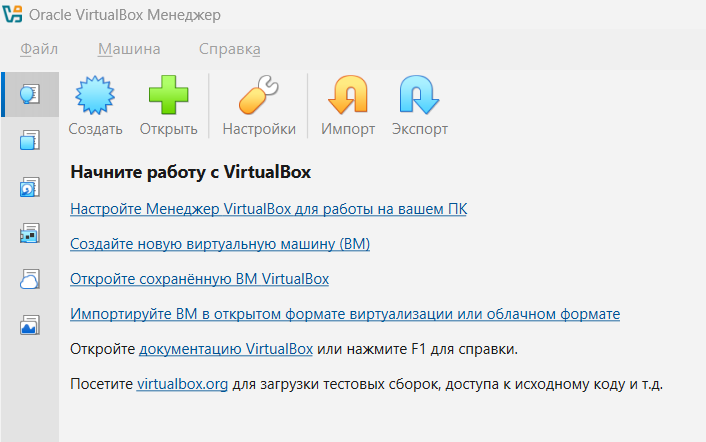 Oracle VirtualBox Менеджер
Файл Машина Справка
Создать Открыть Настройки Импорт Экспорт
Начните работу с VirtualBox
Настройте Менеджер VirtualBox для работы на вашем ПК
Создайте новую виртуальную машину (ВМ)
Откройте сохранённую ВМ VirtualBox
Импортируйте ВМ в открытом формате виртуализации или облачном формате
Откройте документацию VirtualBox или нажмите F1 для справки.
Посетите virtualbox.org для загрузки тестовых сборок, доступа к исходному коду и т.д.